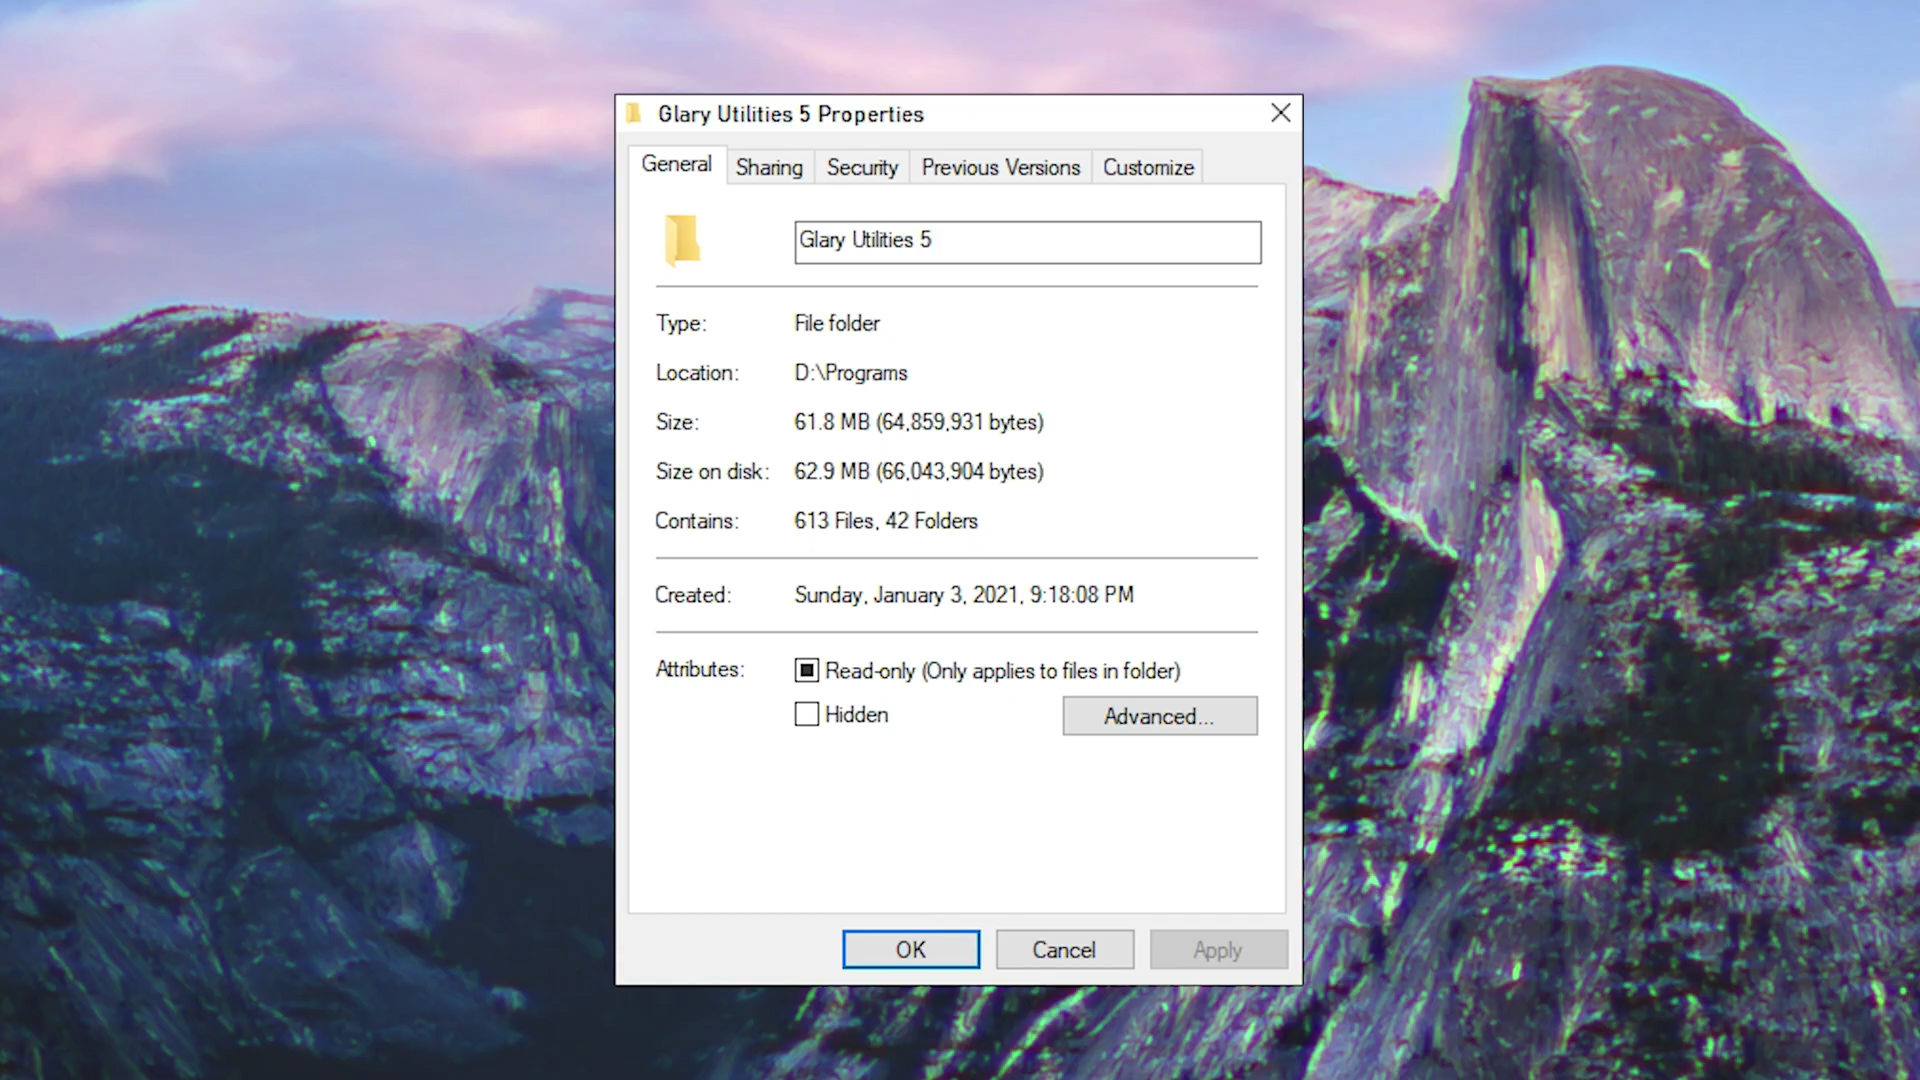 Glary Utilities 5 Properties
General Sharing Security Previous Versions Customize
Glary Utilities 5
Type: File folder
Location: D:\Programs
Size: 61.8 MB (64,859,931 bytes)
Size on disk: 62.9 MB (66,043,904 bytes)
Contains: 613 Files, 42 Folders
Created: Sunday, January 3, 2021, 9:18:08 PM
Attributes: Read-only (Only applies to files in folder)
Hidden Advanced...
OK Cancel Apply